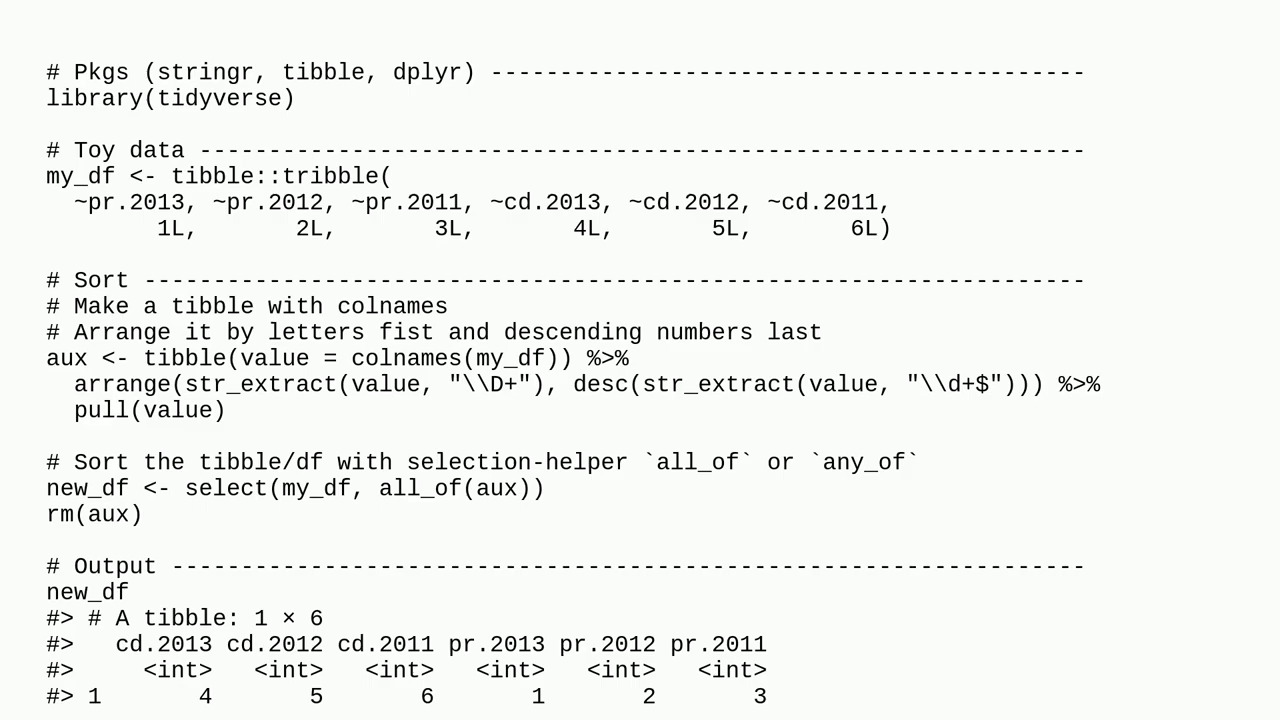 # Pkgs (stringr, tibble, dplyr) -------------------------------------------
library(tidyverse)
# Toy data ----------------------------------------------------------------
my_df <- tibble::tribble(
  ~pr.2013, ~pr.2012, ~pr.2011, ~cd.2013, ~cd.2012, ~cd.2011,
        1L,       2L,       3L,       4L,       5L,       6L)
# Sort --------------------------------------------------------------------
# Make a tibble with colnames
# Arrange it by letters fist and descending numbers last
aux <- tibble(value = colnames(my_df)) %>%
  arrange(str_extract(value, "\\D+"), desc(str_extract(value, "\\d+$"))) %>%
  pull(value)
# Sort the tibble/df with selection-helper `all_of` or `any_of`
new_df <- select(my_df, all_of(aux))
rm(aux)
# Output ------------------------------------------------------------------
new_df
#> # A tibble: 1 × 6
#>   cd.2013 cd.2012 cd.2011 pr.2013 pr.2012 pr.2011
#>     <int>   <int>   <int>   <int>   <int>   <int>
#> 1       4       5       6       1       2       3